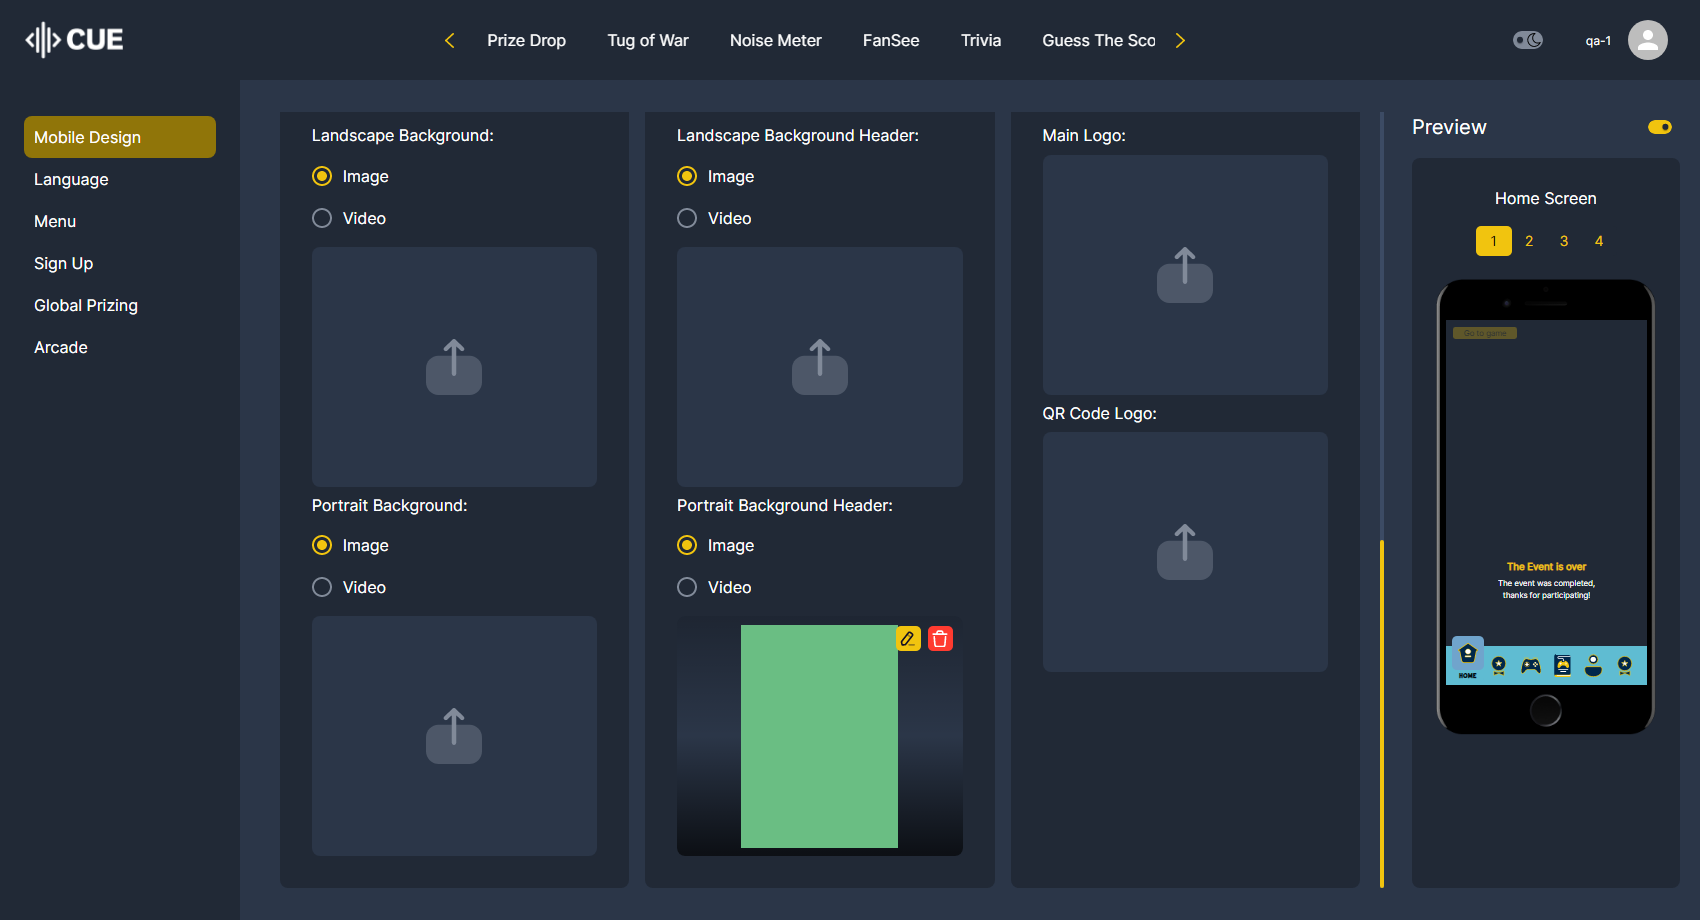 CUE
Prize Drop
Tug of War
Noise Meter
FanSee
Trivia
Guess The Sco
qa-1
Mobile Design
Language
Menu
Sign Up
Global Prizing
Arcade
Landscape Background:
Image
Video
Portrait Background:
Image
Video
Landscape Background Header:
Image
Video
Portrait Background Header:
Image
Video
Main Logo:
QR Code Logo:
Preview
Home Screen
1 2 3 4
Go to game
The Event is over
The event was completed,
thanks for participating!
HOME